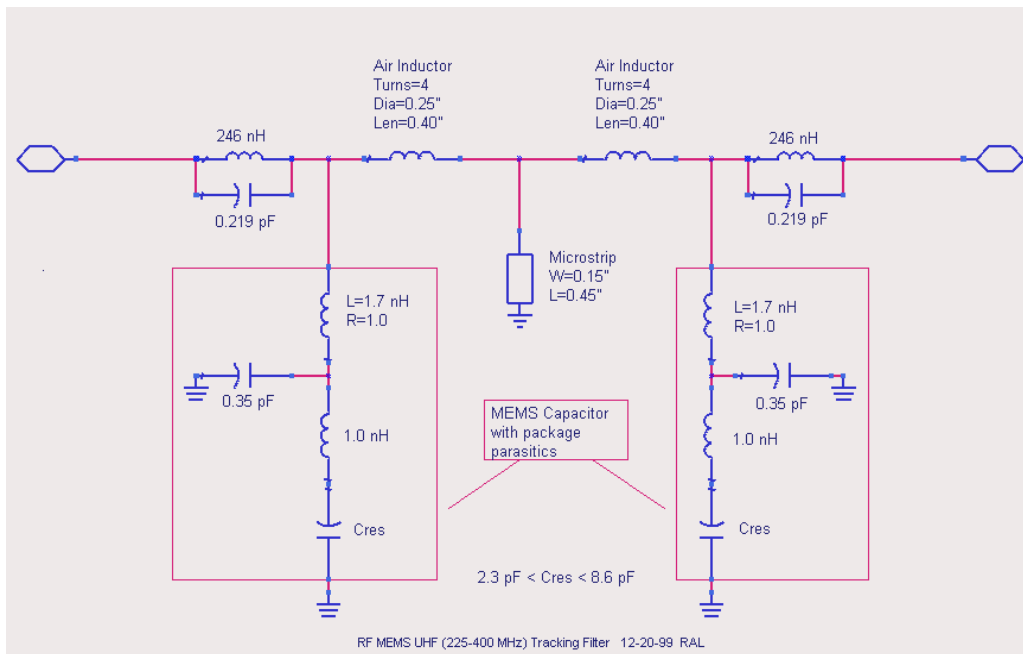 Air Inductor
Turns=4
Dia=0.25"
Len=0.40"
Air Inductor
Turns=4
Dia=0.25"
Len=0.40"
246 nH
0.219 pF
246 nH
0.219 pF
Microstrip
W=0.15"
L=0.45"
L=1.7 nH
R=1.0
0.35 pF
1.0 nH
Cres
MEMS Capacitor
with package
parasitics
L=1.7 nH
R=1.0
0.35 pF
1.0 nH
Cres
2.3 pF < Cres < 8.6 pF
RF MEMS UHF (225-400 MHz) Tracking Filter 12-20-99 RAL